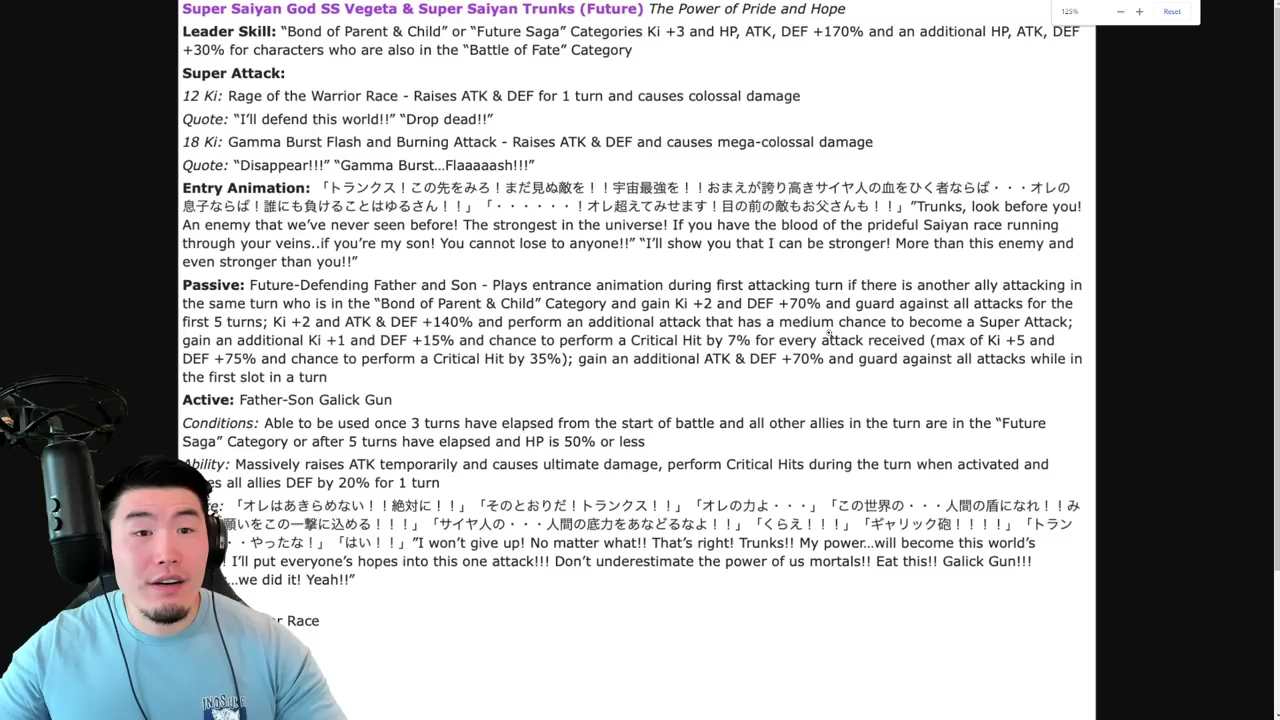 125%
Reset
Super Saiyan God SS Vegeta & Super Saiyan Trunks (Future) The Power of Pride and Hope
Leader Skill: “Bond of Parent & Child” or “Future Saga” Categories Ki +3 and HP, ATK, DEF +170% and an additional HP, ATK, DEF
+30% for characters who are also in the “Battle of Fate” Category
Super Attack:
12 Ki: Rage of the Warrior Race - Raises ATK & DEF for 1 turn and causes colossal damage
Quote: “I’ll defend this world!!” “Drop dead!!”
18 Ki: Gamma Burst Flash and Burning Attack - Raises ATK & DEF and causes mega-colossal damage
Quote: “Disappear!!!” “Gamma Burst…Flaaaaash!!!”
Entry Animation: 「トランクス！この先をみろ！まだ見ぬ敵を！！宇宙最強を！！おまえが誇り高きサイヤ人の血をひく者ならば・・・オレの
息子ならば！誰にも負けることはゆるさん！！」「・・・・・・！オレ超えてみせます！目の前の敵もお父さんも！！」”Trunks, look before you!
An enemy that we’ve never seen before! The strongest in the universe! If you have the blood of the prideful Saiyan race running
through your veins..if you’re my son! You cannot lose to anyone!!” “I’ll show you that I can be stronger! More than this enemy and
even stronger than you!!”
Passive: Future-Defending Father and Son - Plays entrance animation during first attacking turn if there is another ally attacking in
the same turn who is in the “Bond of Parent & Child” Category and gain Ki +2 and DEF +70% and guard against all attacks for the
first 5 turns; Ki +2 and ATK & DEF +140% and perform an additional attack that has a medium chance to become a Super Attack;
gain an additional Ki +1 and DEF +15% and chance to perform a Critical Hit by 7% for every attack received (max of Ki +5 and
DEF +75% and chance to perform a Critical Hit by 35%); gain an additional ATK & DEF +70% and guard against all attacks while in
the first slot in a turn
Active: Father-Son Galick Gun
Conditions: Able to be used once 3 turns have elapsed from the start of battle and all other allies in the turn are in the “Future
Saga” Category or after 5 turns have elapsed and HP is 50% or less
Ability: Massively raises ATK temporarily and causes ultimate damage, perform Critical Hits during the turn when activated and
all allies DEF by 20% for 1 turn
「オレはあきらめない！！絶対に！！」「そのとおりだ！トランクス！！」「オレの力よ・・・」「この世界の・・・人間の盾になれ！！み
願いをこの一撃に込める！！！」「サイヤ人の・・・人間の底力をあなどるなよ！！」「くらえ！！！」「ギャリック砲！！！！」「トラン
・・やったな！」「はい！！」”I won’t give up! No matter what!! That’s right! Trunks!! My power…will become this world’s
! I’ll put everyone’s hopes into this one attack!!! Don’t underestimate the power of us mortals!! Eat this!! Galick Gun!!!
…we did it! Yeah!!”
Race